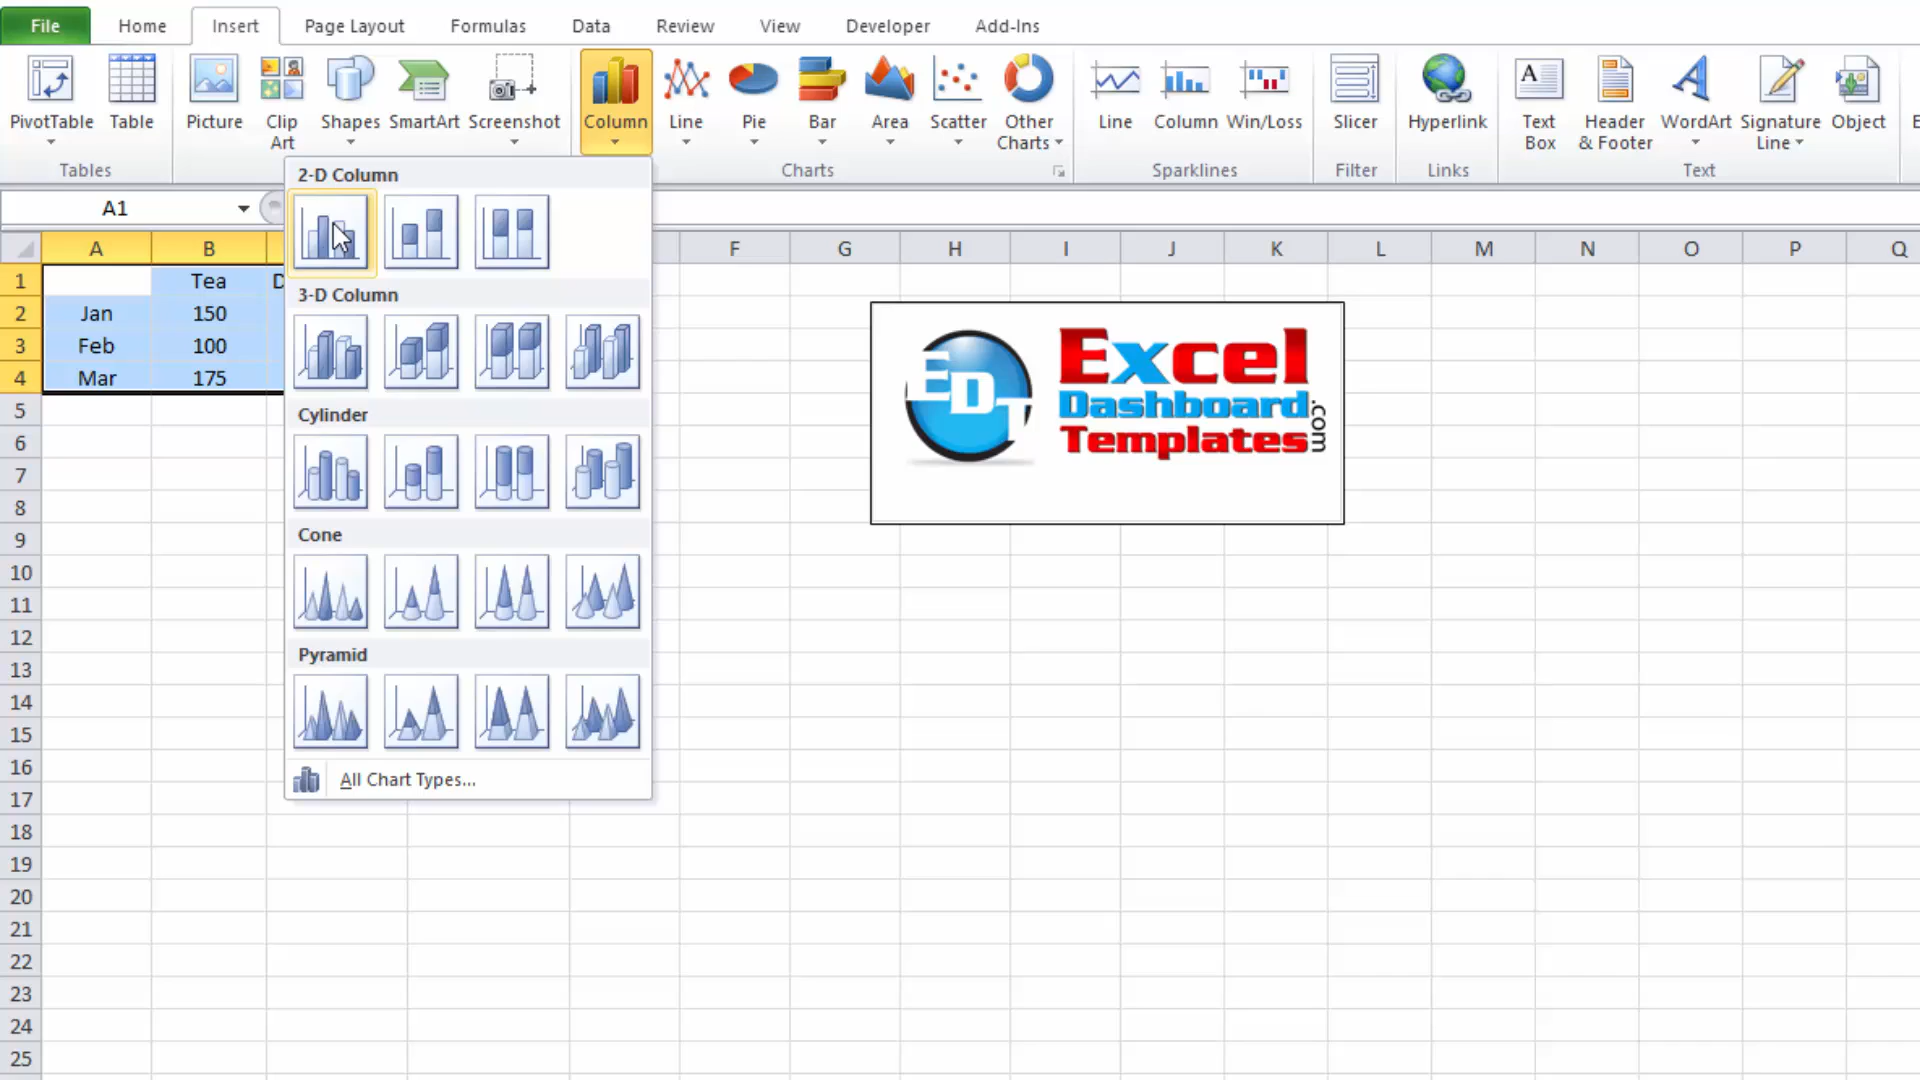 File Home Insert Page Layout Formulas Data Review View Developer Add-Ins
PivotTable Table Picture Clip Art Shapes SmartArt Screenshot Column Line Pie Bar Area Scatter Other Charts Line Column Win/Loss Slicer Hyperlink Text Box Header & Footer WordArt Signature Line Object
Tables Charts Sparklines Filter Links Text
A1
A B F G H I J K L M N O P Q
1 Tea D
2 Jan 150
3 Feb 100
4 Mar 175
5
6
7
8
9
10
11
12
13
14
15
16
17
18
19
20
21
22
23
24
25
2-D Column
3-D Column
Cylinder
Cone
Pyramid
All Chart Types...
EDT
Excel
Dashboard
Templates
.com